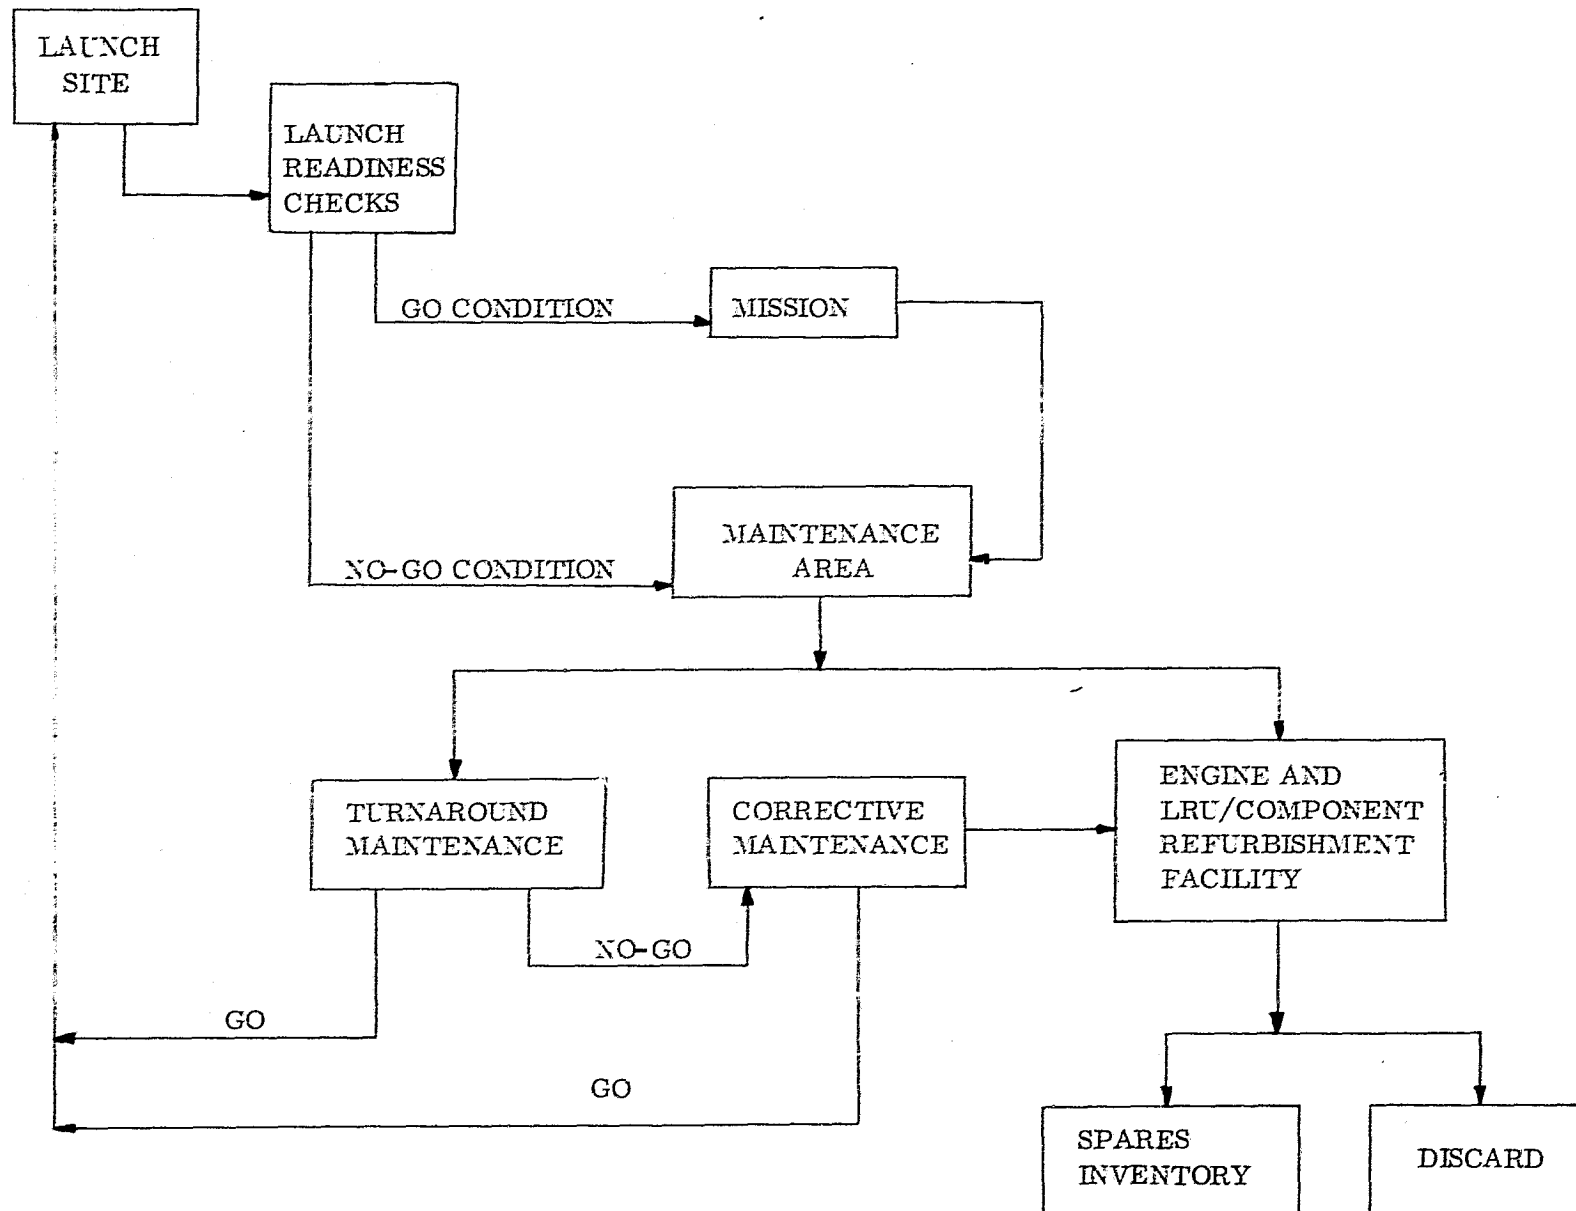 LAUNCH
SITE
LAUNCH
READINESS
CHECKS
GO CONDITION
MISSION
MAINTENANCE
AREA
NO-GO CONDITION
TURNAROUND
MAINTENANCE
CORRECTIVE
MAINTENANCE
ENGINE AND
LRU/COMPONENT
REFURBISHMENT
FACILITY
NO-GO
GO
GO
SPARES
INVENTORY
DISCARD